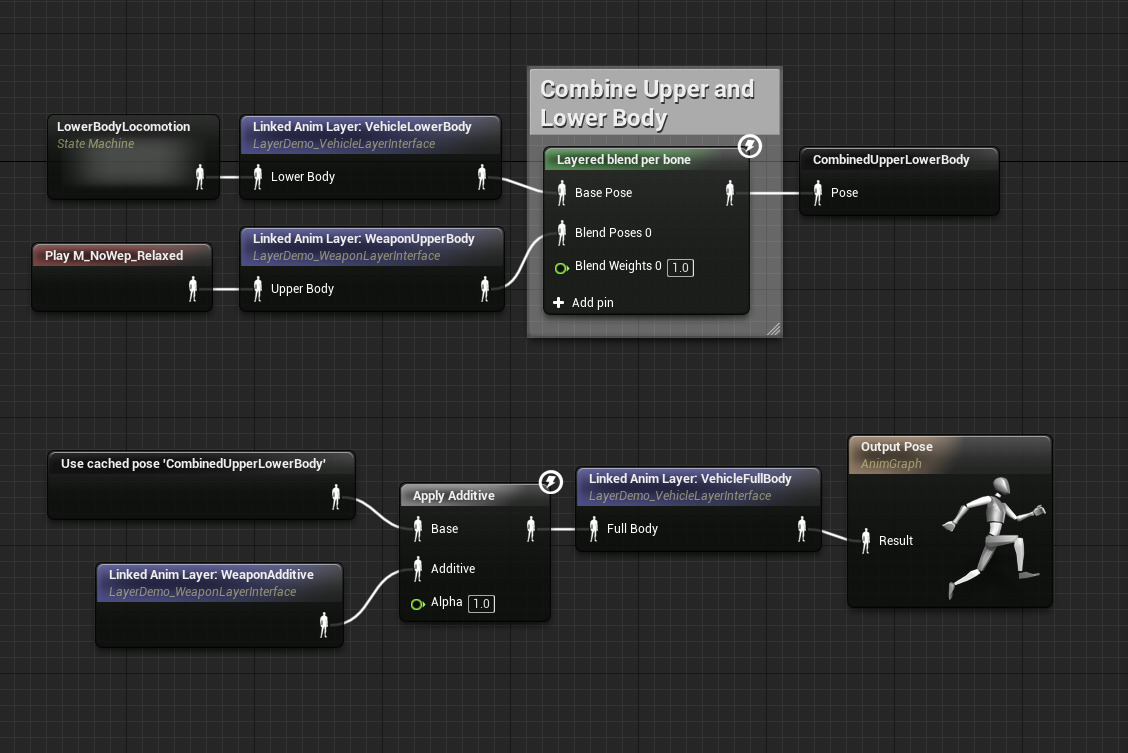 Combine Upper and
Lower Body
LowerBodyLocomotion
State Machine
Linked Anim Layer: VehicleLowerBody
LayerDemo_VehicleLayerInterface
Lower Body
Layered blend per bone
Base Pose
Blend Poses 0
Blend Weights 0 1.0
Add pin
CombinedUpperLowerBody
Pose
Play M_NoWep_Relaxed
Linked Anim Layer: WeaponUpperBody
LayerDemo_WeaponLayerInterface
Upper Body
Use cached pose 'CombinedUpperLowerBody'
Apply Additive
Base
Additive
Alpha 1.0
Linked Anim Layer: VehicleFullBody
LayerDemo_VehicleLayerInterface
Full Body
Output Pose
AnimGraph
Result
Linked Anim Layer: WeaponAdditive
LayerDemo_WeaponLayerInterface